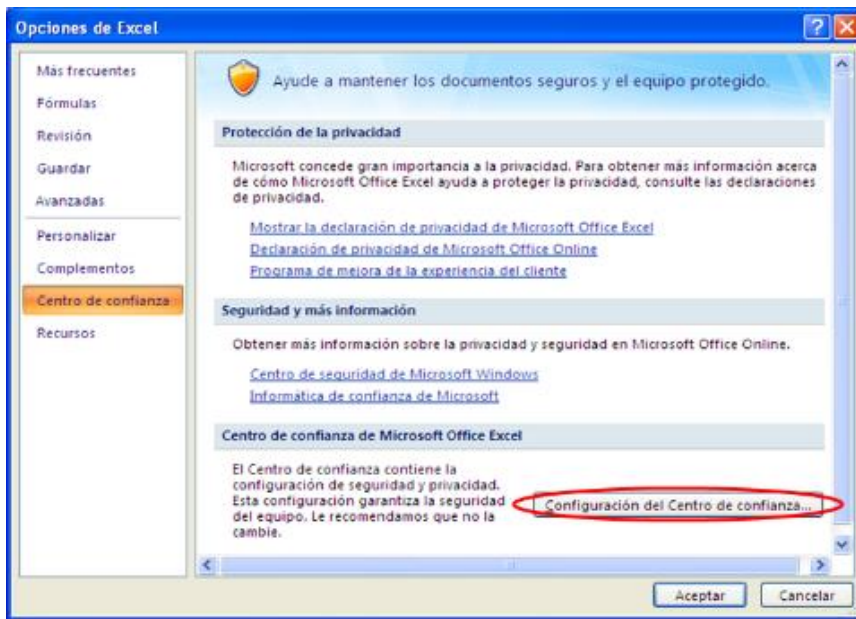 Opciones de Excel
Más frecuentes
Fórmulas
Revisión
Guardar
Avanzadas
Personalizar
Complementos
Centro de confianza
Recursos
Ayude a mantener los documentos seguros y el equipo protegido.
Protección de la privacidad
Microsoft concede gran importancia a la privacidad. Para obtener más información acerca
de cómo Microsoft Office Excel ayuda a proteger la privacidad, consulte las declaraciones
de privacidad.
Mostrar la declaración de privacidad de Microsoft Office Excel
Declaración de privacidad de Microsoft Office Online
Programa de mejora de la experiencia del cliente
Seguridad y más información
Obtener más información sobre la privacidad y seguridad en Microsoft Office Online.
Centro de seguridad de Microsoft Windows
Informática de confianza de Microsoft
Centro de confianza de Microsoft Office Excel
El Centro de confianza contiene la
configuración de seguridad y privacidad.
Esta configuración garantiza la seguridad
del equipo. Le recomendamos que no la
cambie.
Configuración del Centro de confianza...
Aceptar
Cancelar